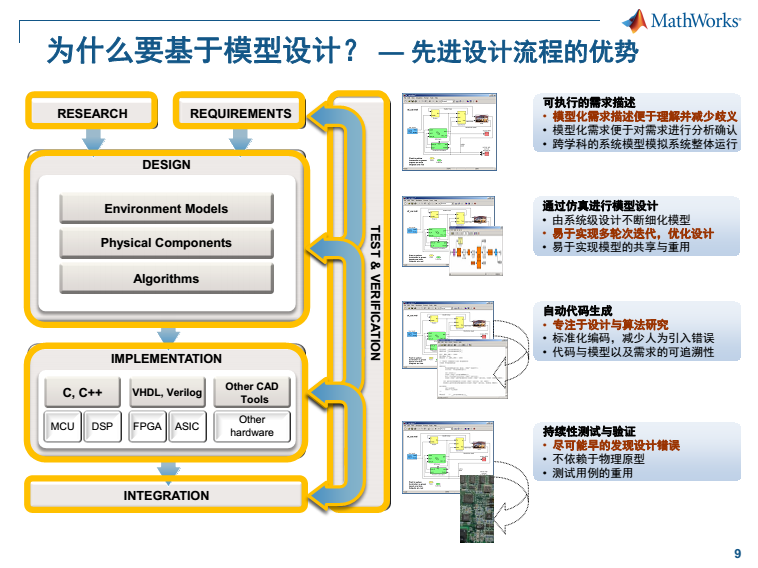 MathWorks®
为什么要基于模型设计？ — 先进设计流程的优势
RESEARCH
REQUIREMENTS
DESIGN
Environment Models
Physical Components
Algorithms
TEST & VERIFICATION
IMPLEMENTATION
C, C++
VHDL, Verilog
Other CAD
Tools
MCU
DSP
FPGA
ASIC
Other
hardware
INTEGRATION
可执行的需求描述
• 模型化需求描述便于理解并减少歧义
• 模型化需求便于对需求进行分析确认
• 跨学科的系统模型模拟系统整体运行
通过仿真进行模型设计
• 由系统级设计不断细化模型
• 易于实现多轮次迭代，优化设计
• 易于实现模型的共享与重用
自动代码生成
• 专注于设计与算法研究
• 标准化编码，减少人为引入错误
• 代码与模型以及需求的可追溯性
持续性测试与验证
• 尽可能早的发现设计错误
• 不依赖于物理原型
• 测试用例的重用
9